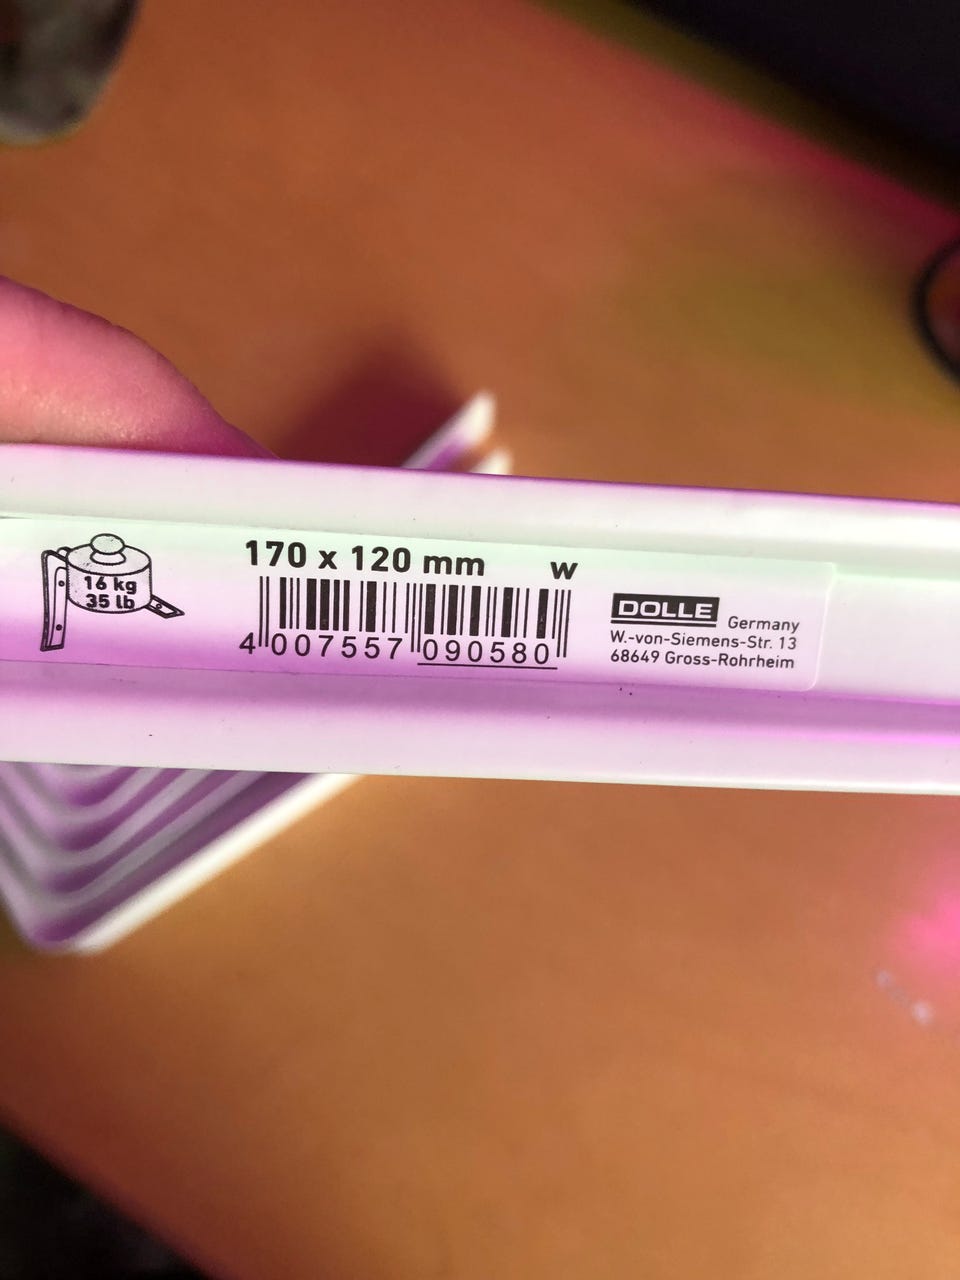 16 kg
35 lb
170 x 120 mm w
4 007557 090580
DOLLE Germany
W.-von-Siemens-Str. 13
68649 Gross-Rohrheim